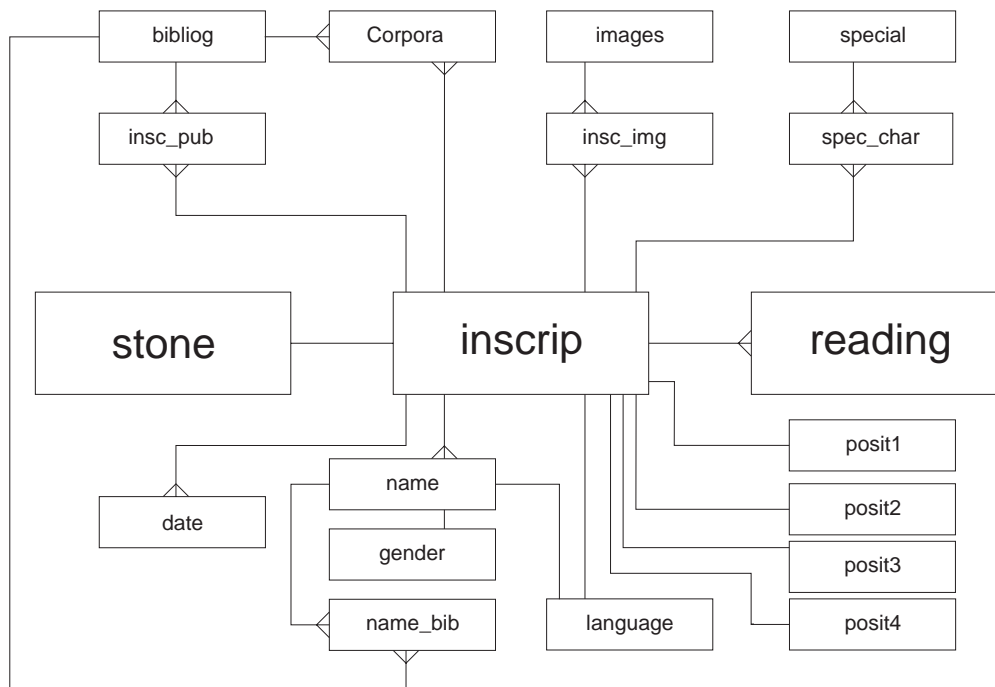 bibliog
Corpora
images
special
insc_pub
insc_img
spec_char
stone
inscrip
reading
posit1
name
posit2
date
gender
posit3
name_bib
language
posit4